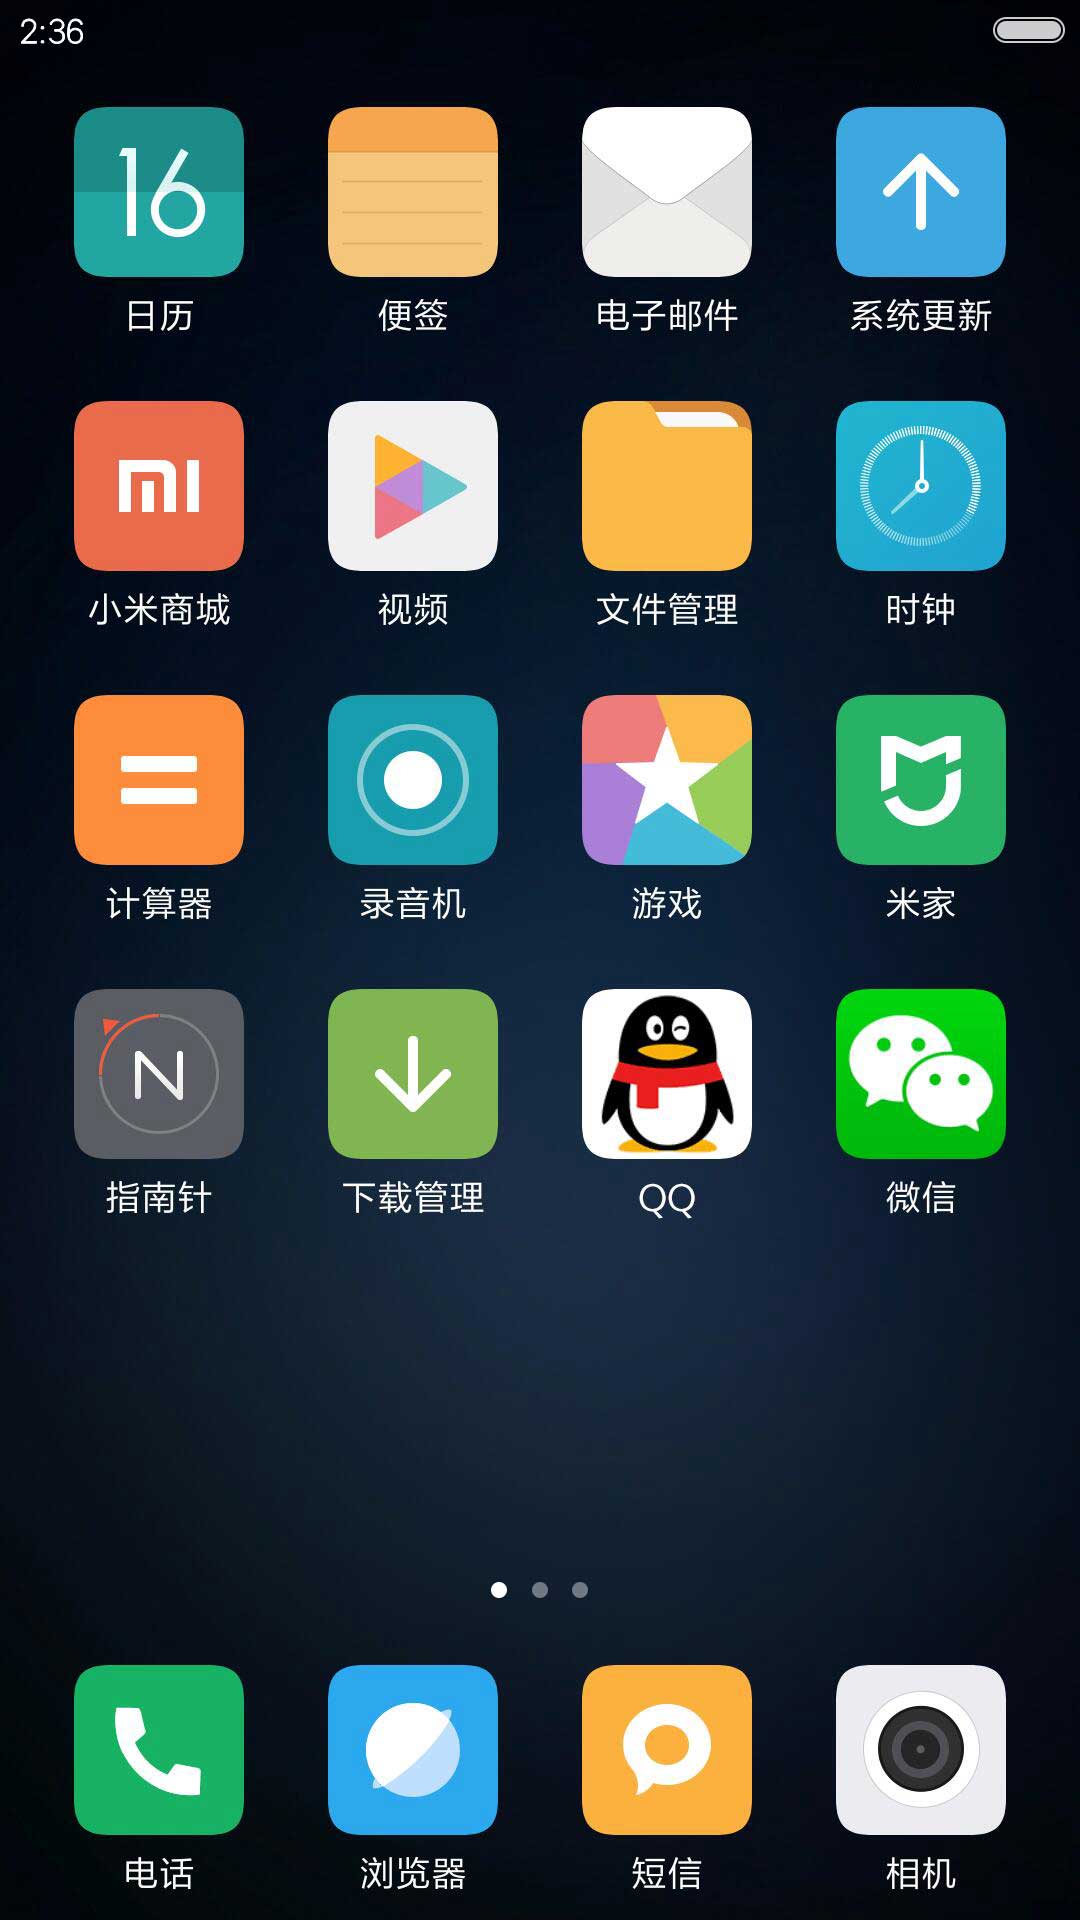 2:36
16
日历
便签
电子邮件
系统更新
mi
小米商城
视频
文件管理
时钟
计算器
录音机
游戏
米家
N
指南针
下载管理
QQ
微信
电话
浏览器
短信
相机